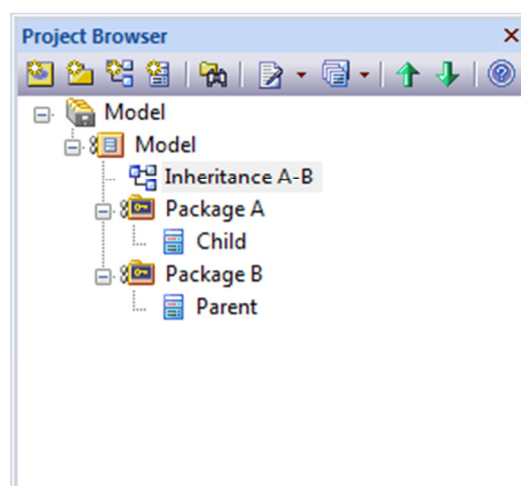 Project Browser
Model
Model
Inheritance A-B
Package A
Child
Package B
Parent